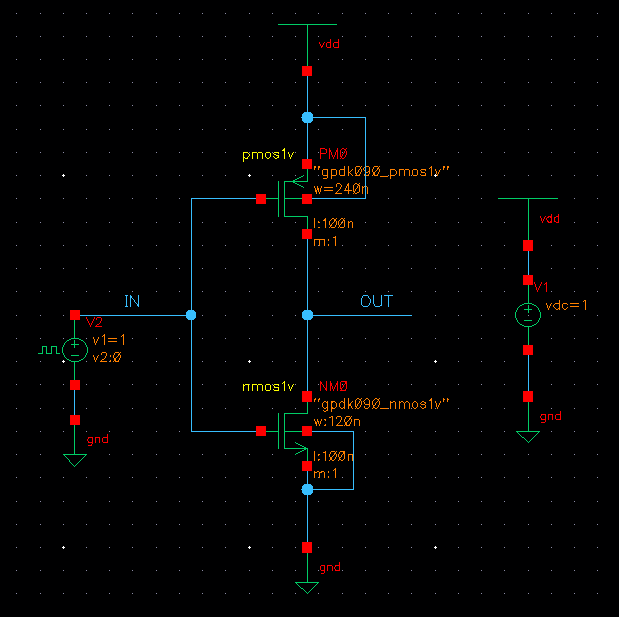 vdd
pmos1v
PM0
"gpdk090_pmos1v"
w=240n
l:100n
m:1
vdd
V1
vdc=1
gnd
IN
OUT
V2
v1=1
v2:0
gnd
nmos1v
NM0
"gpdk090_nmos1v"
w:120n
l:100n
m:1
gnd